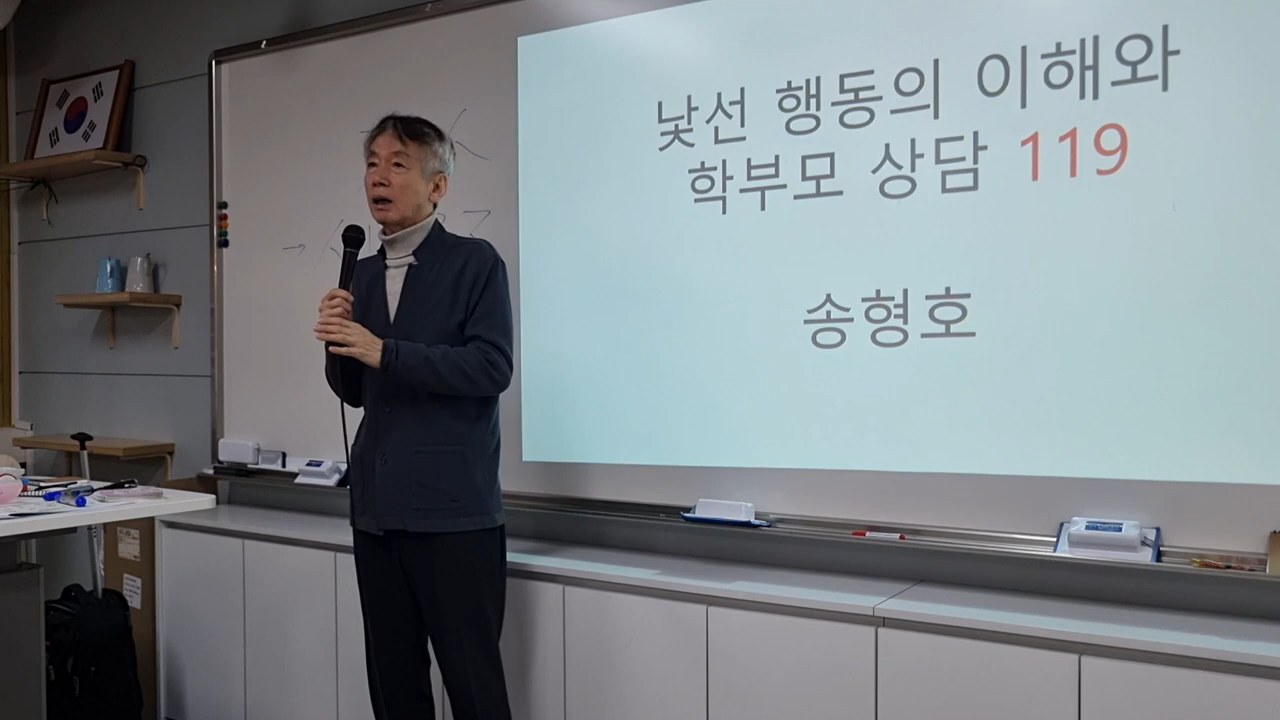 낯선 행동의 이해와
학부모 상담 119
송형호